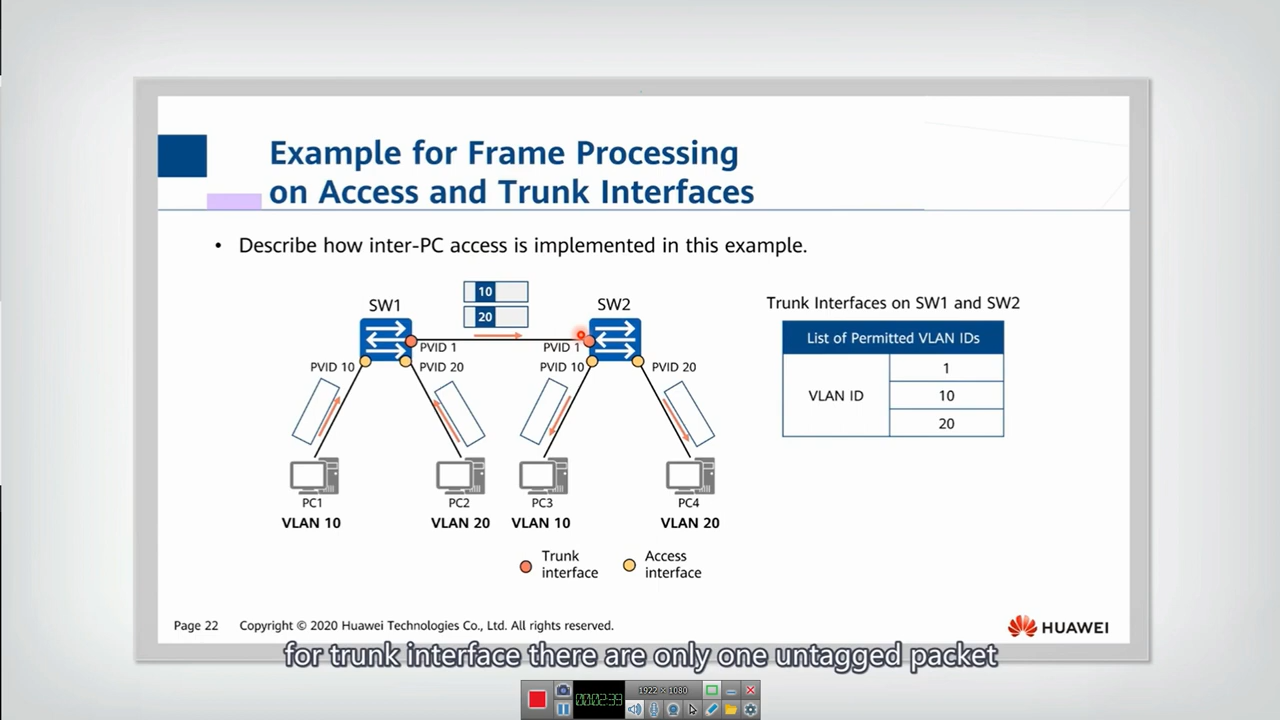 Example for Frame Processing
on Access and Trunk Interfaces
• Describe how inter-PC access is implemented in this example.
10
20
SW1
SW2
PVID 1
PVID 1
PVID 10
PVID 20
PVID 10
PVID 20
PC1
PC2
PC3
PC4
VLAN 10
VLAN 20
VLAN 10
VLAN 20
Trunk
interface
Access
interface
Trunk Interfaces on SW1 and SW2
List of Permitted VLAN IDs
VLAN ID
1
10
20
Page 22
Copyright © 2020 Huawei Technologies Co., Ltd. All rights reserved.
HUAWEI
for trunk interface there are only one untagged packet
1922 × 1080
00:02:39